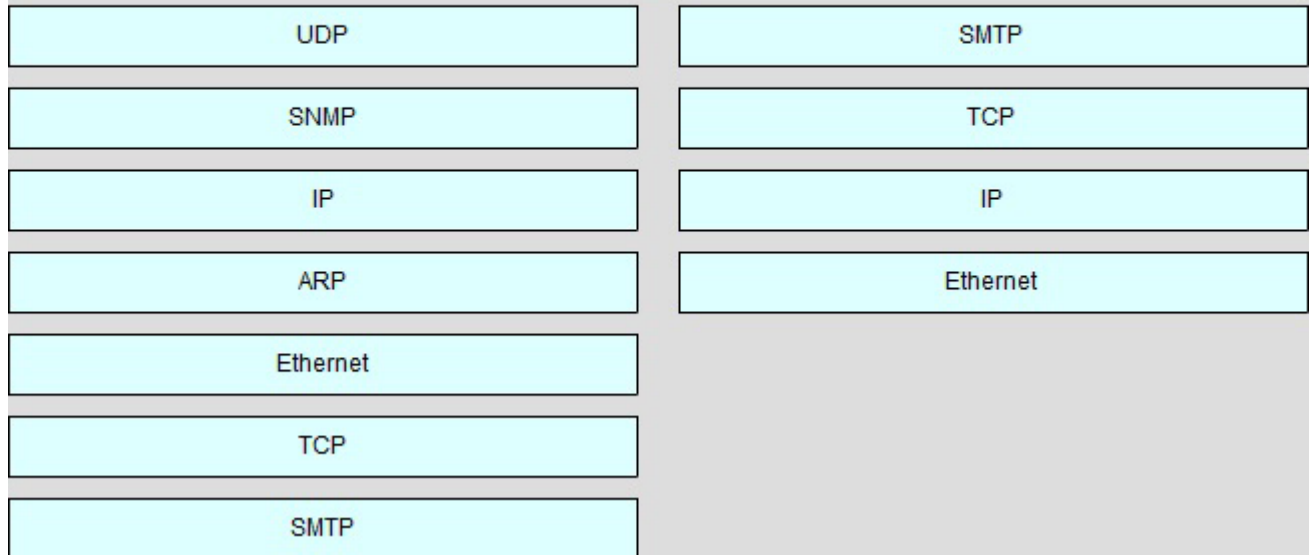 UDP
SNMP
IP
ARP
Ethernet
TCP
SMTP
SMTP
TCP
IP
Ethernet